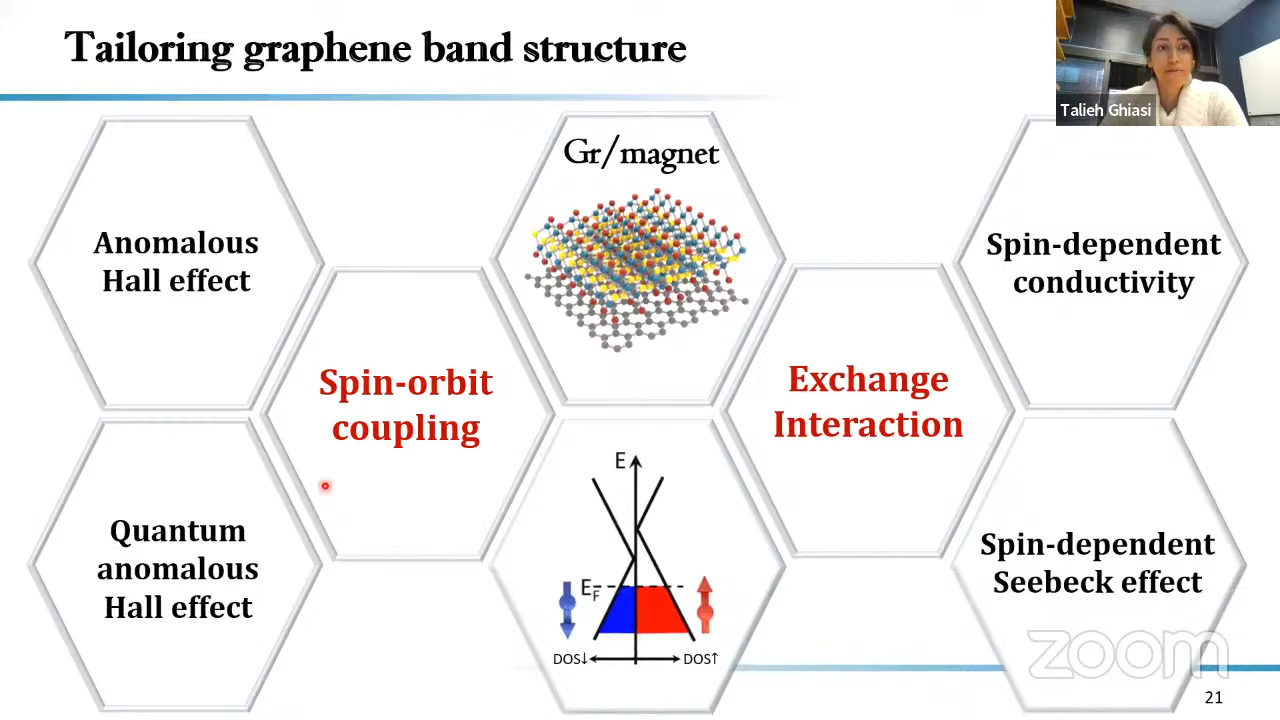 Tailoring graphene band structure
Talieh Ghiasi
Gr/magnet
Anomalous
Hall effect
Spin-dependent
conductivity
Spin-orbit
coupling
Exchange
Interaction
Quantum
anomalous
Hall effect
E
E_F
DOS↓
DOS↑
Spin-dependent
Seebeck effect
zoom
21